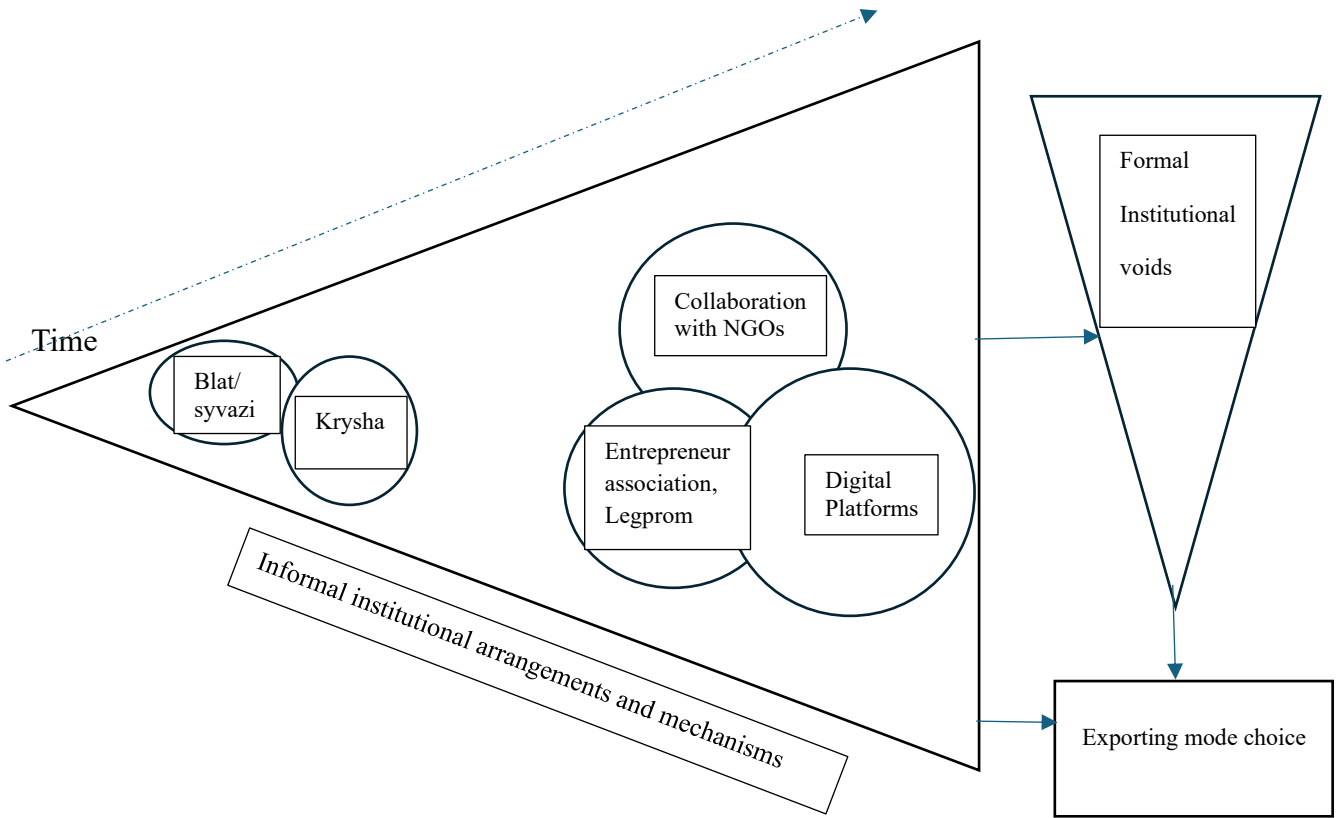 Time
Blat/
syvazi
Krysha
Collaboration
with NGOs
Entrepreneur
association,
Legprom
Digital
Platforms
Informal institutional arrangements and mechanisms
Formal
Institutional
voids
Exporting mode choice